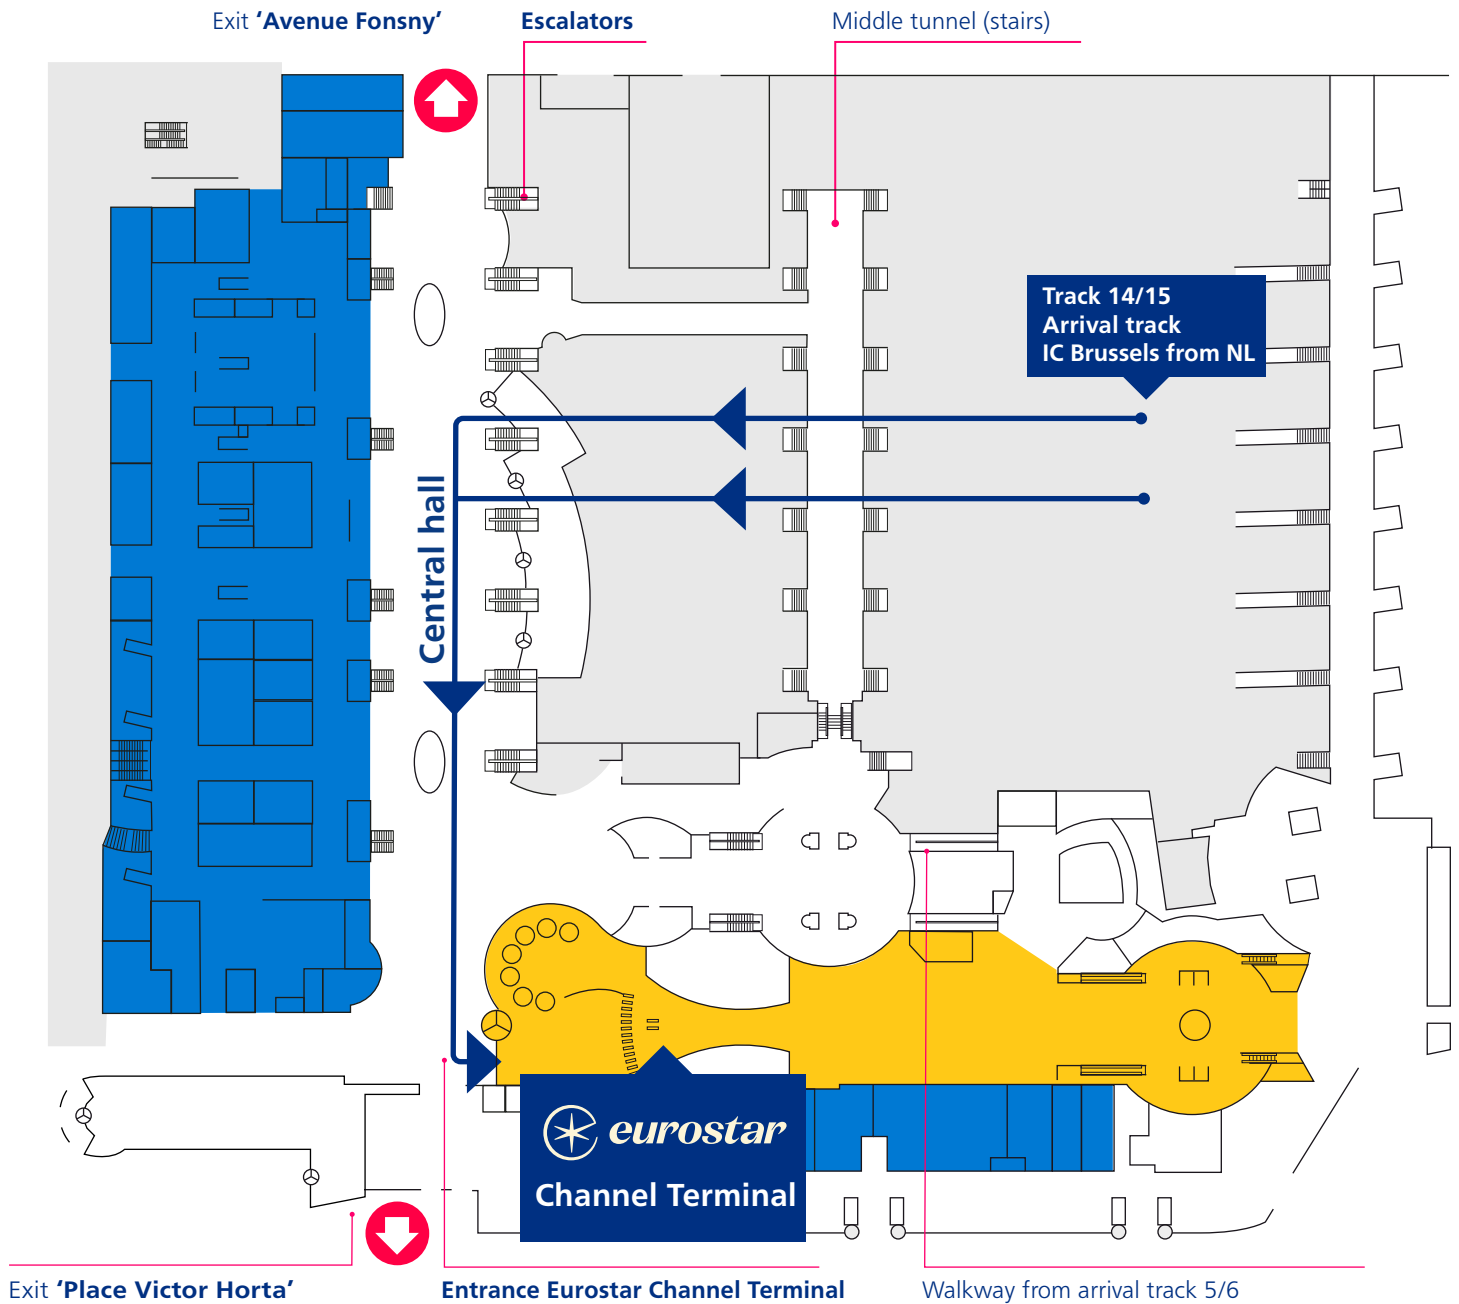 Exit ‘Avenue Fonsny’
Escalators
Middle tunnel (stairs)
Track 14/15
Arrival track
IC Brussels from NL
Central hall
eurostar
Channel Terminal
Exit ‘Place Victor Horta’
Entrance Eurostar Channel Terminal
Walkway from arrival track 5/6